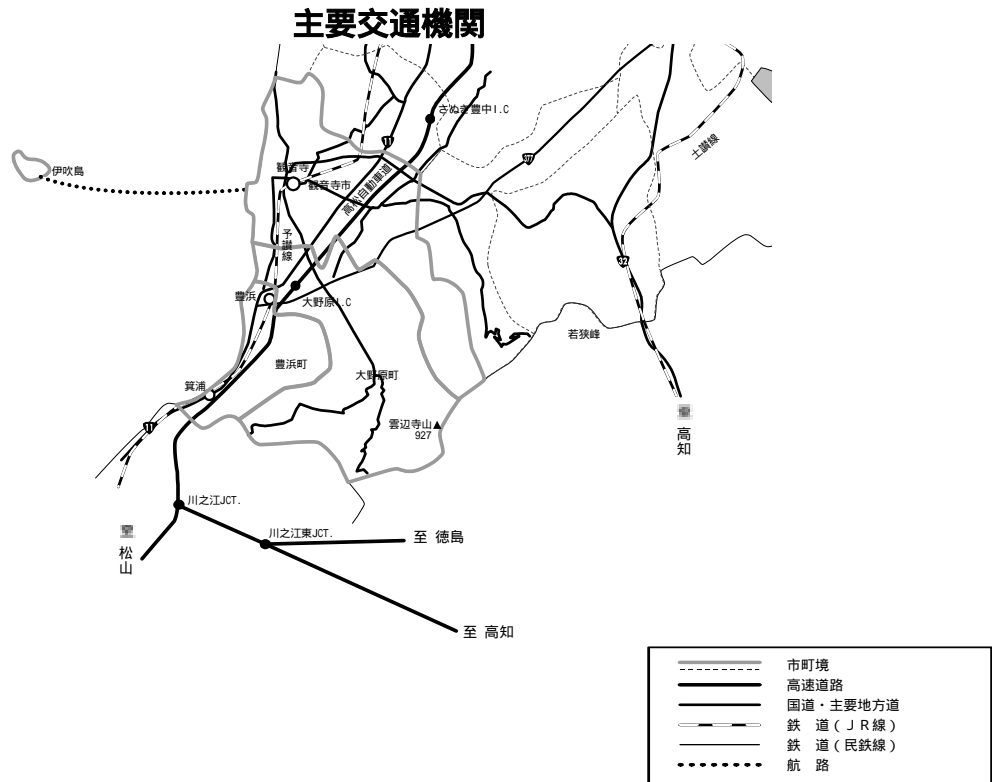 主要交通機関
さぬき豊中I.C
11
伊吹島
観音寺
観音寺市
377
土讃線
高松自動車道
予讃線
32
豊浜
大野原I.C
若狭峰
豊浜町
大野原町
箕浦
雲辺寺山▲
927
11
高知
川之江JCT.
川之江東JCT.
至 徳島
松山
至 高知
市町境
高速道路
国道・主要地方道
鉄 道(JR線)
鉄 道(民鉄線)
航 路